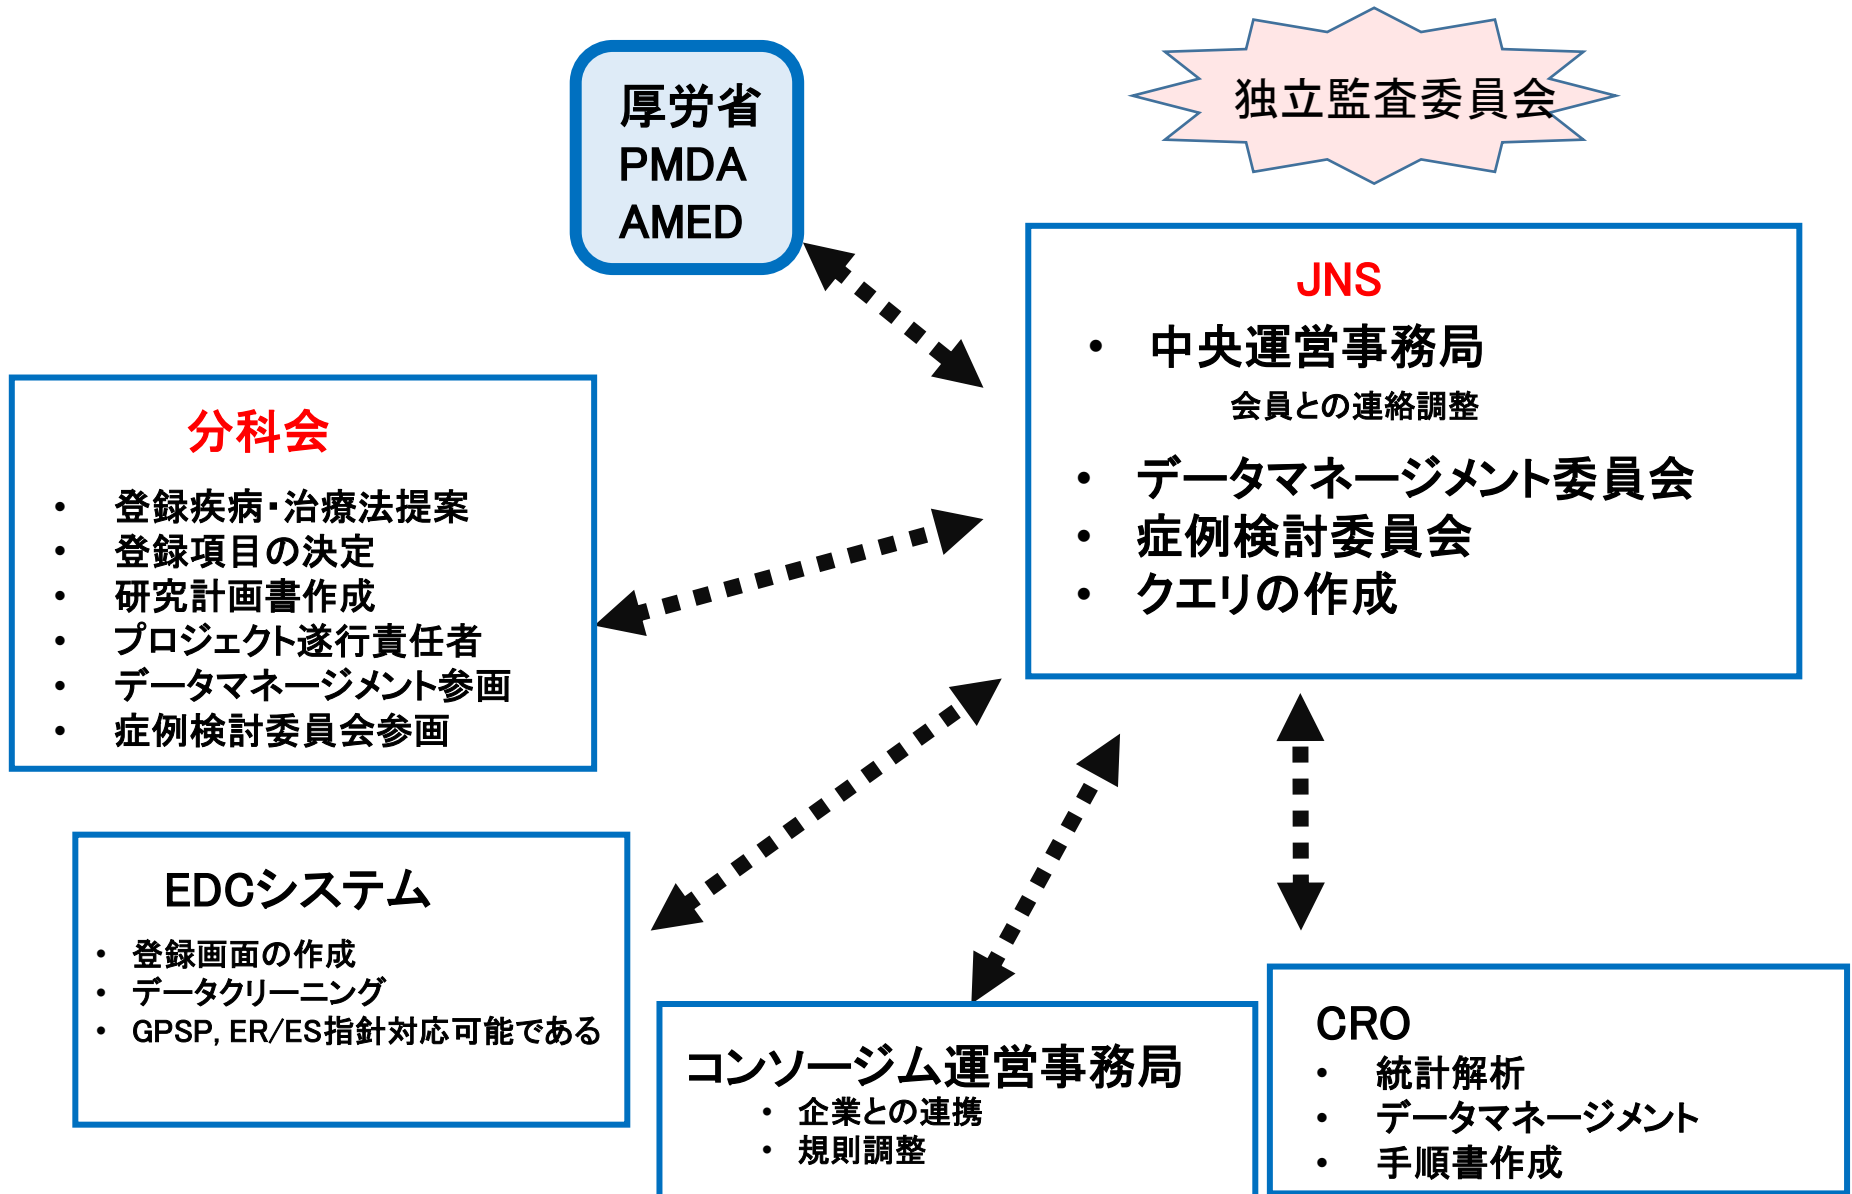 厚労省
PMDA
AMED
独立監査委員会
JNS
• 中央運営事務局
会員との連絡調整
• データマネージメント委員会
• 症例検討委員会
• クエリの作成
分科会
• 登録疾病・治療法提案
• 登録項目の決定
• 研究計画書作成
• プロジェクト遂行責任者
• データマネージメント参画
• 症例検討委員会参画
EDCシステム
• 登録画面の作成
• データクリーニング
• GPSP, ER/ES指針対応可能である
コンソージム運営事務局
• 企業との連携
• 規則調整
CRO
• 統計解析
• データマネージメント
• 手順書作成